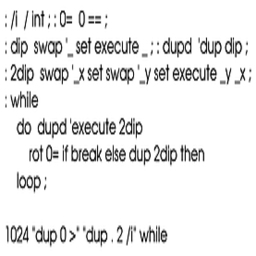 : /i / int ; : 0= 0 == ;
: dip swap '_ set execute _ ; : dupd 'dup dip ;
: 2dip swap '_x set swap '_y set execute _y _x ;
: while
do dupd 'execute 2dip
rot 0= if break else dup 2dip then
loop ;
1024 "dup 0 >" "dup . 2 /i" while